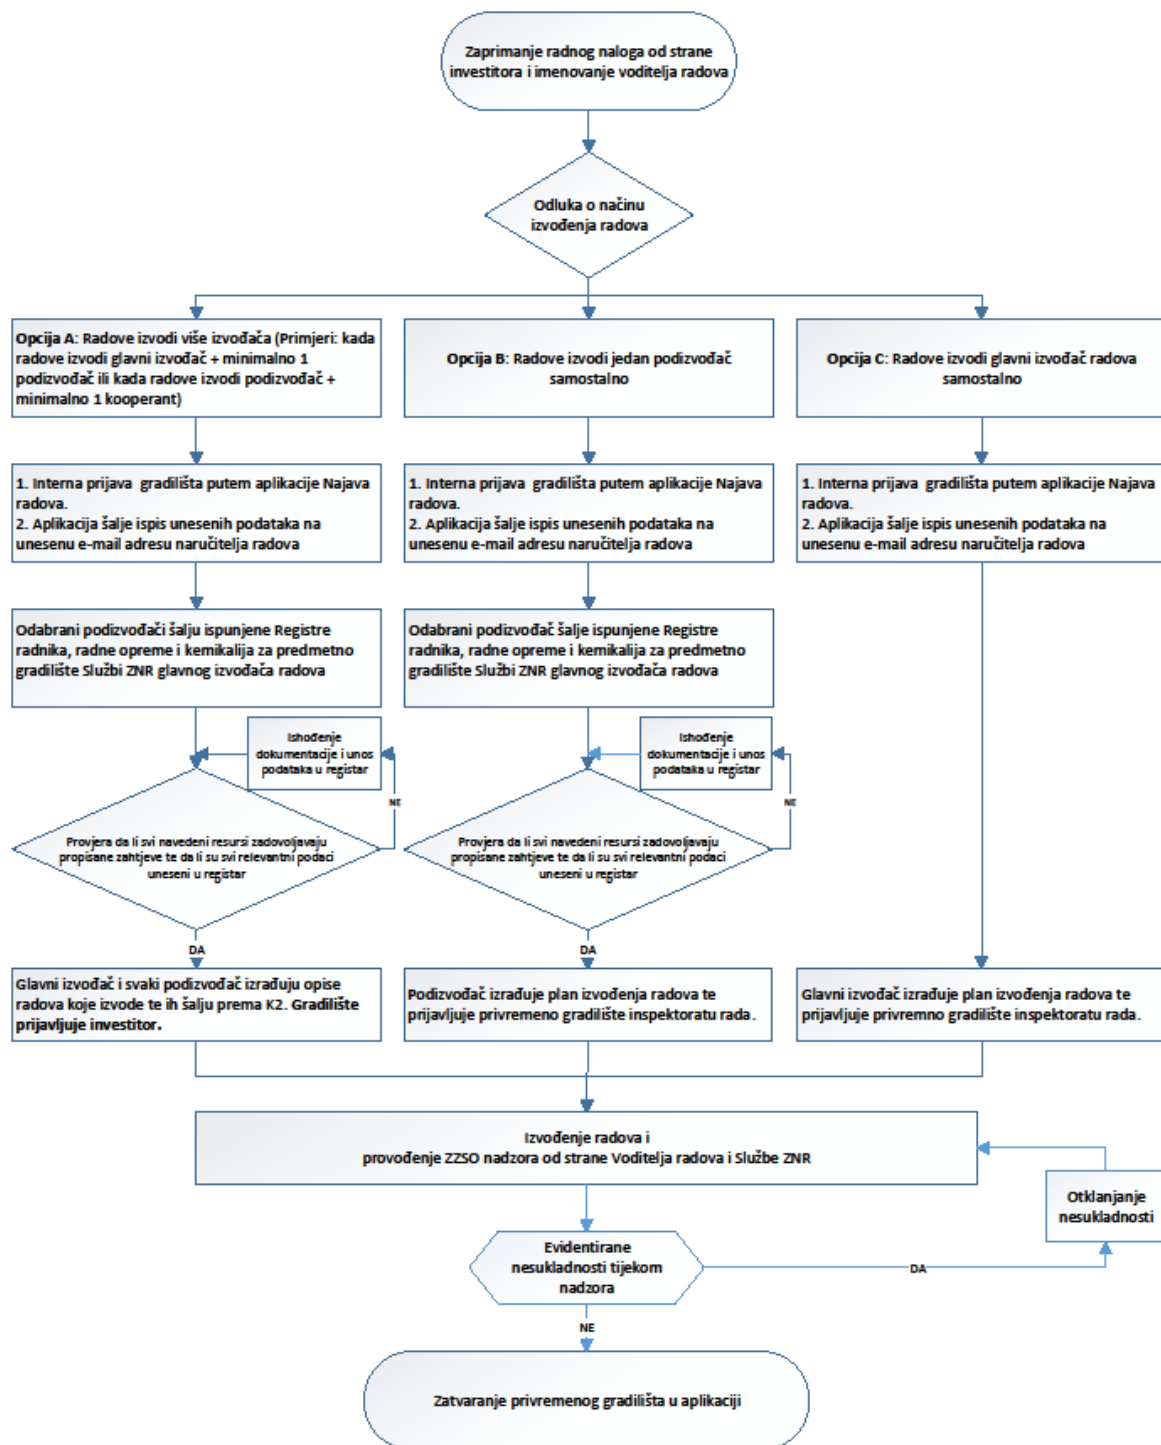 Zaprimanje radnog naloga od strane
investitora i imenovanje voditelja radova
Odluka o načinu
izvođenja radova
Opcija A: Radove izvodi više izvođača (Primjeri: kada
radove izvodi glavni izvođač + minimalno 1
podizvođač ili kada radove izvodi podizvođač +
minimalno 1 kooperant)
Opcija B: Radove izvodi jedan podizvođač
samostalno
Opcija C: Radove izvodi glavni izvođač radova
samostalno
1. Interna prijava gradilišta putem aplikacije Najava
radova.
2. Aplikacija šalje ispis unesenih podataka na
unesenu e-mail adresu naručitelja radova
1. Interna prijava gradilišta putem aplikacije Najava
radova.
2. Aplikacija šalje ispis unesenih podataka na
unesenu e-mail adresu naručitelja radova
1. Interna prijava gradilišta putem aplikacije Najava
radova.
2. Aplikacija šalje ispis unesenih podataka na
unesenu e-mail adresu naručitelja radova
Odabrani podizvođači šalju ispunjene Registre
radnika, radne opreme i kemikalija za predmetno
gradilište Službi ZNR glavnog izvođača radova
Odabrani podizvođač šalje ispunjene Registre
radnika, radne opreme i kemikalija za predmetno
gradilište Službi ZNR glavnog izvođača radova
Ishođenje
dokumentacije i unos
podataka u registar
NE
Ishođenje
dokumentacije i unos
podataka u registar
NE
Provjera da li svi navedeni resursi zadovoljavaju
propisane zahtjeve te da li su svi relevantni podaci
uneseni u registar
Provjera da li svi navedeni resursi zadovoljavaju
propisane zahtjeve te da li su svi relevantni podaci
uneseni u registar
DA
DA
Glavni izvođač i svaki podizvođač izrađuju opise
radova koje izvode te ih šalju prema K2. Gradilište
prijavljuje investitor.
Podizvođač izrađuje plan izvođenja radova te
prijavljuje privremeno gradilište inspektoratu rada.
Glavni izvođač izrađuje plan izvođenja radova te
prijavljuje privremno gradilište inspektoratu rada.
Izvođenje radova i
provođenje ZZSO nadzora od strane Voditelja radova i Službe ZNR
Otklanjanje
nesukladnosti
Evidentirane
nesukladnosti tijekom
nadzora
DA
NE
Zatvaranje privremenog gradilišta u aplikaciji